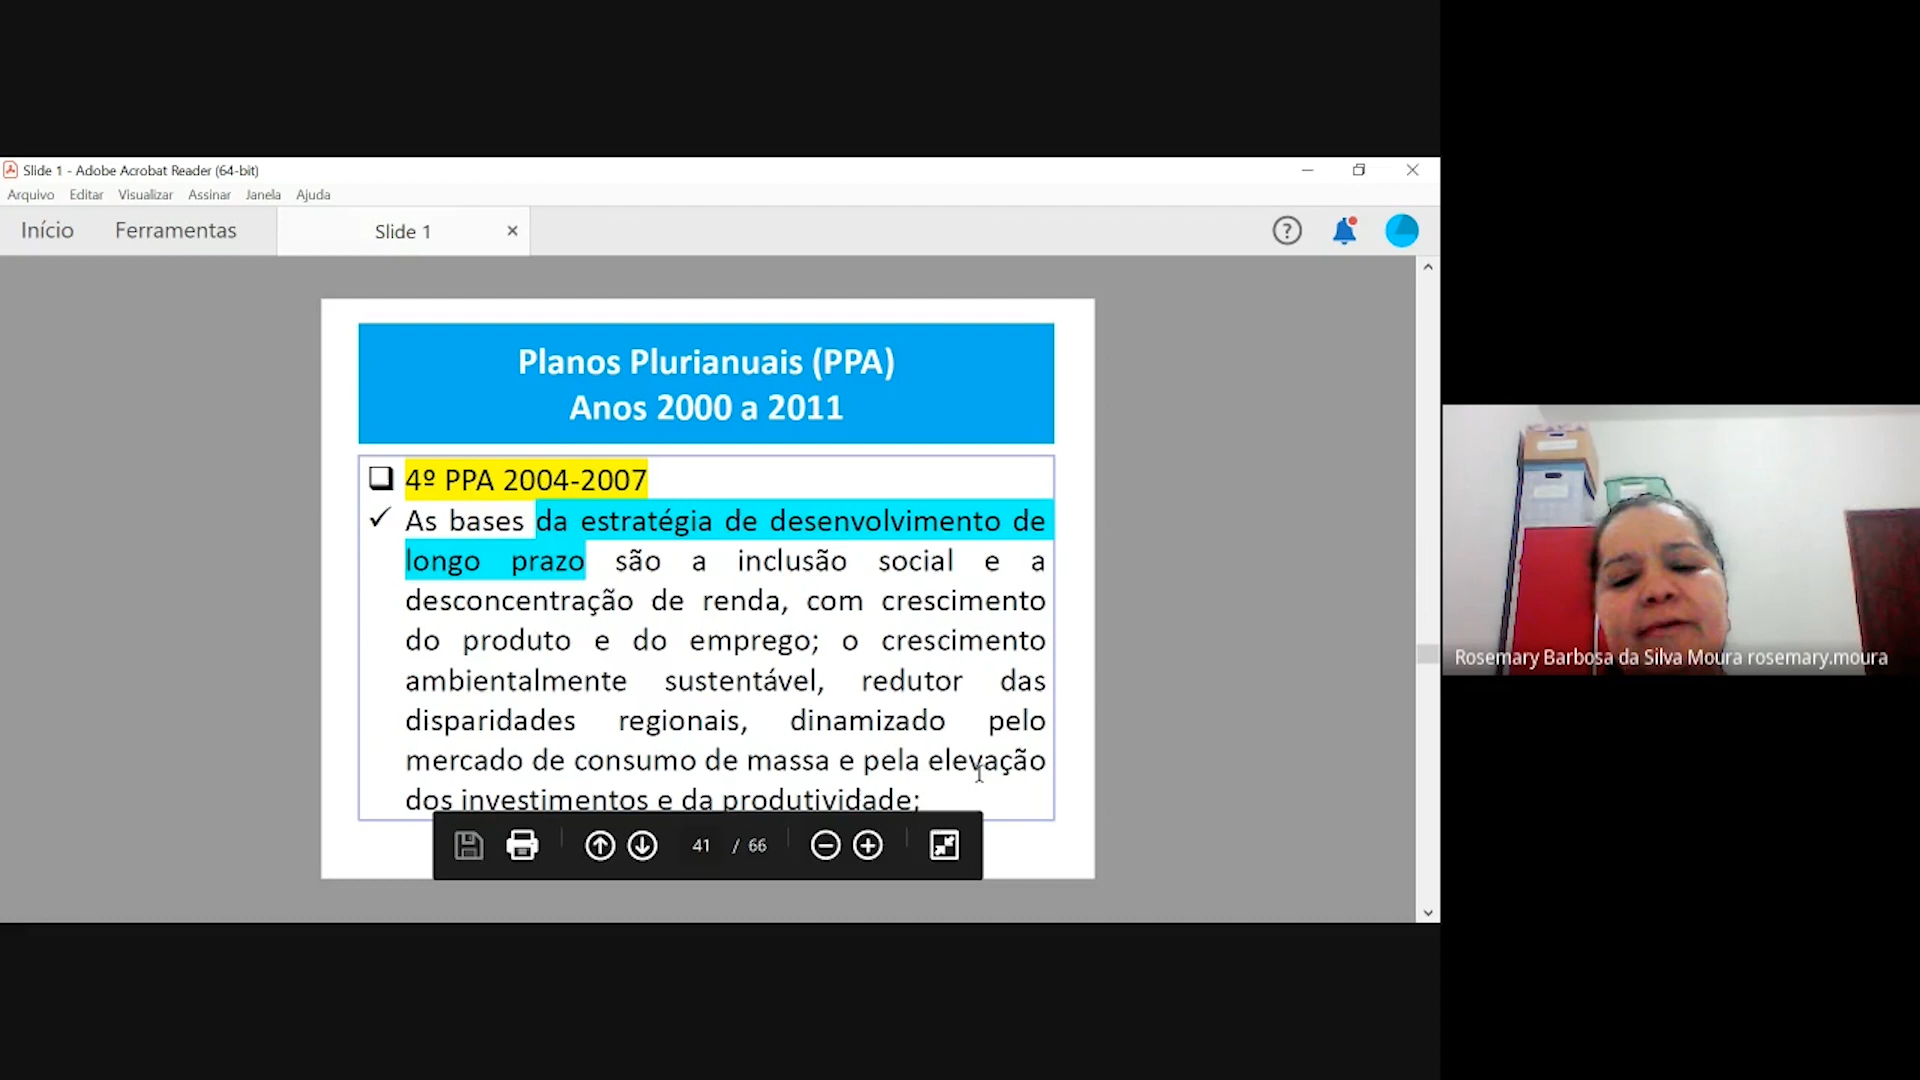 Slide 1 - Adobe Acrobat Reader (64-bit)
Arquivo Editar Visualizar Assinar Janela Ajuda
Início Ferramentas Slide 1
Planos Plurianuais (PPA)
Anos 2000 a 2011
4º PPA 2004-2007
As bases da estratégia de desenvolvimento de
longo prazo são a inclusão social e a
desconcentração de renda, com crescimento
do produto e do emprego; o crescimento
ambientalmente sustentável, redutor das
disparidades regionais, dinamizado pelo
mercado de consumo de massa e pela elevação
dos investimentos e da produtividade;
41 / 66
Rosemary Barbosa da Silva Moura rosemary.moura